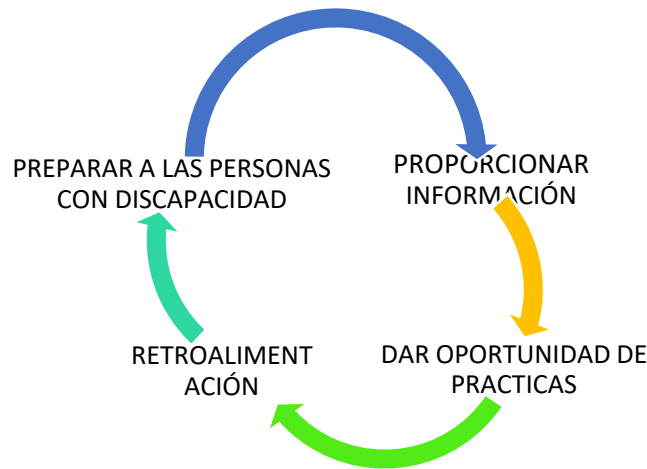 PREPARAR A LAS PERSONAS
CON DISCAPACIDAD
PROPORCIONAR
INFORMACIÓN
DAR OPORTUNIDAD DE
PRACTICAS
RETROALIMENT
ACIÓN